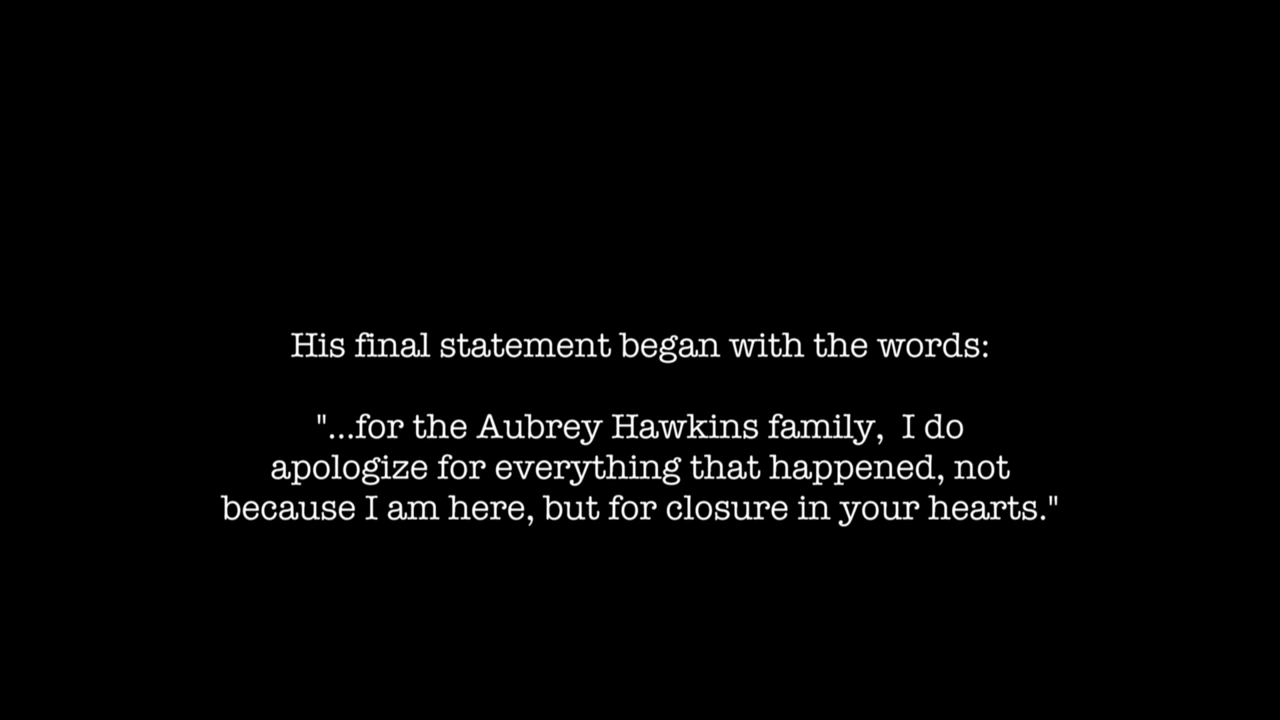 His final statement began with the words:
"...for the Aubrey Hawkins family,  I do
apologize for everything that happened, not
because I am here, but for closure in your hearts."